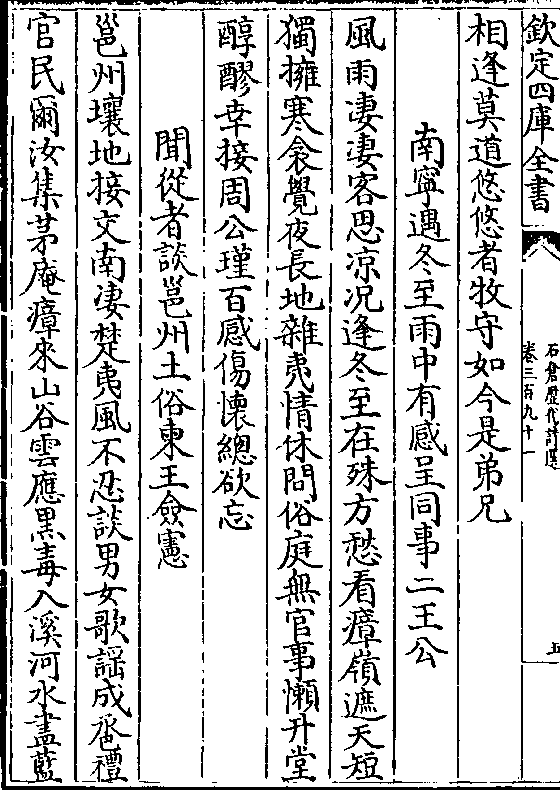 欽定四庫全書
石倉歷代詩選
卷三百九十一
五
相逢莫道悠悠者牧守如今是弟兄
南寧遇冬至雨中有感呈同事二王公
風雨凄凄客思凉况逢冬至在殊方愁看瘴嶺遮天短
獨擁寒衾覺夜長地雜夷情休問俗庭無官事懶升堂
醇醪幸接周公瑾百感傷懷總欲忘
聞從者談邕州土俗柬王僉憲
邕州壤地接交南凄楚夷風不忍談男女歌謡成巹禮
官民爾汝集茅庵瘴來山谷雲應黑毒入溪河水盡藍